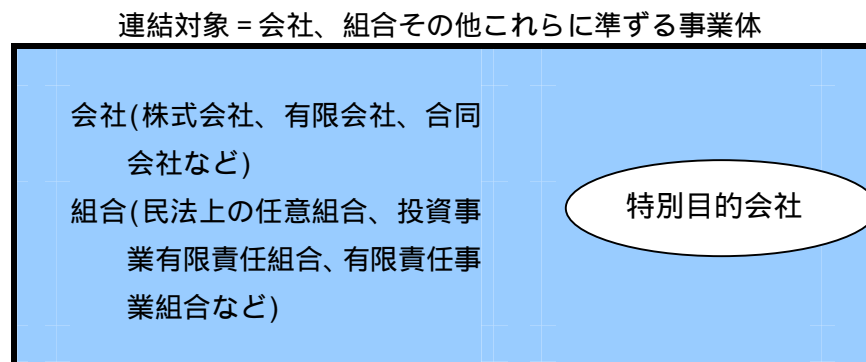 連結対象 = 会社、組合その他これらに準ずる事業体
会社(株式会社、有限会社、合同
会社など)
組合(民法上の任意組合、投資事
業有限責任組合、有限責任事
業組合など)
特別目的会社